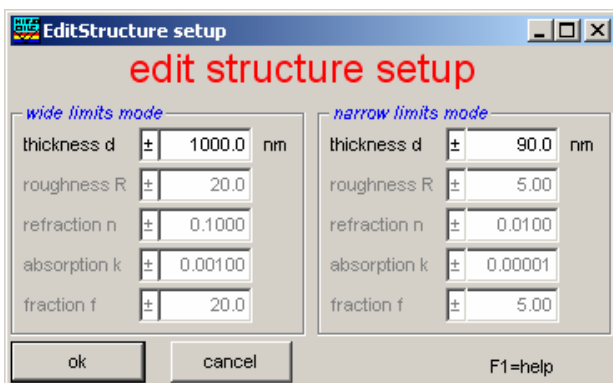 EditStructure setup
edit structure setup
wide limits mode
thickness d ± 1000.0 nm
roughness R ± 20.0
refraction n ± 0.1000
absorption k ± 0.00100
fraction f ± 20.0
narrow limits mode
thickness d ± 90.0 nm
roughness R ± 5.00
refraction n ± 0.0100
absorption k ± 0.00001
fraction f ± 5.00
ok cancel F1=help